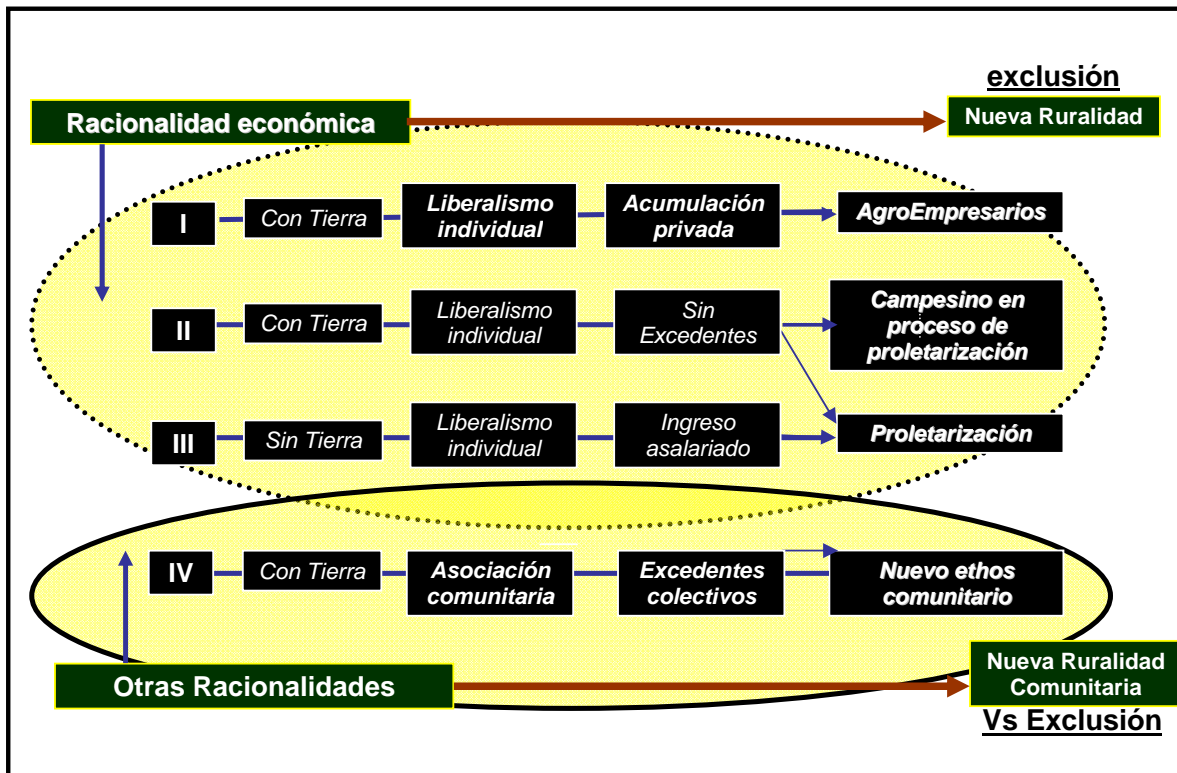 exclusión
Racionalidad económica
Nueva Ruralidad
I
Con Tierra
Liberalismo
individual
Acumulación
privada
AgroEmpresarios
II
Con Tierra
Liberalismo
individual
Sin
Excedentes
Campesino en
proceso de
proletarización
III
Sin Tierra
Liberalismo
individual
Ingreso
asalariado
Proletarización
IV
Con Tierra
Asociación
comunitaria
Excedentes
colectivos
Nuevo ethos
comunitario
Otras Racionalidades
Nueva Ruralidad
Comunitaria
Vs Exclusión